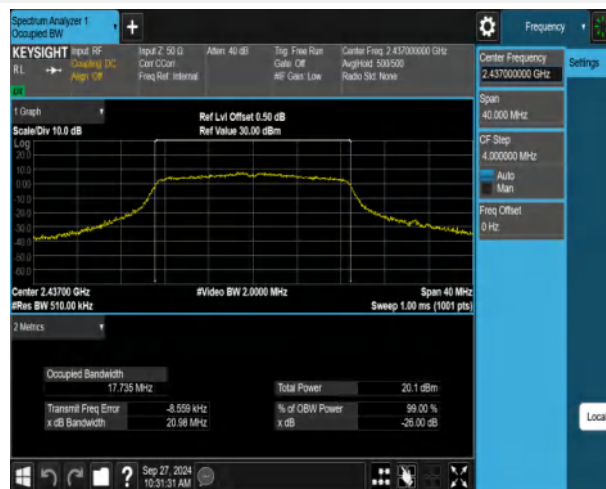 Spectrum Analyzer 1
Occupied BW
+
Frequency
KEYSIGHT
RL
Input: RF
Coupling: DC
Align: Off
Input Z: 50 Ω
Corr CCorr
Freq Ref: Internal
Atten: 40 dB
Trig: Free Run
Gate: Off
#IF Gain: Low
Center Freq: 2.437000000 GHz
Avg|Hold: 500/500
Radio Std: None
LXI
Center Frequency
2.437000000 GHz
Settings
Span
40.000 MHz
CF Step
4.000000 MHz
Auto
Man
Freq Offset
0 Hz
Local
1 Graph
Scale/Div 10.0 dB
Ref Lvl Offset 0.50 dB
Ref Value 30.00 dBm
Log
20.0
10.0
0.00
-10.0
-20.0
-30.0
-40.0
-50.0
-60.0
Center 2.43700 GHz
#Res BW 510.00 kHz
#Video BW 2.0000 MHz
Span 40 MHz
Sweep 1.00 ms (1001 pts)
2 Metrics
Occupied Bandwidth
17.735 MHz
Transmit Freq Error -8.559 kHz
x dB Bandwidth 20.98 MHz
Total Power 20.1 dBm
% of OBW Power 99.00 %
x dB -26.00 dB
?
Sep 27, 2024
10:31:31 AM